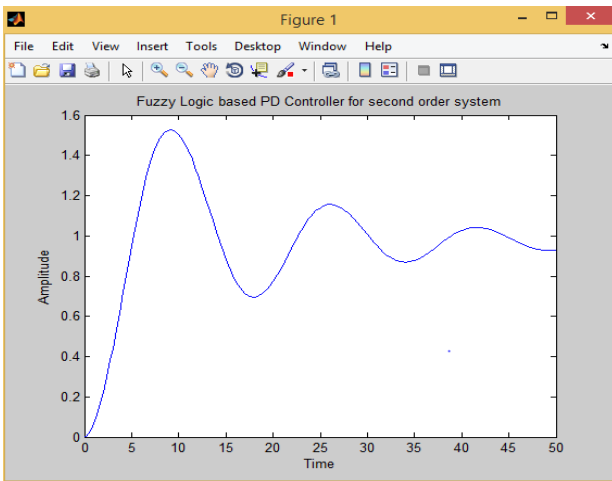 Figure 1
File Edit View Insert Tools Desktop Window Help
Fuzzy Logic based PD Controller for second order system
1.6
1.4
1.2
1
0.8
0.6
0.4
0.2
0
Amplitude
0 5 10 15 20 25 30 35 40 45 50
Time